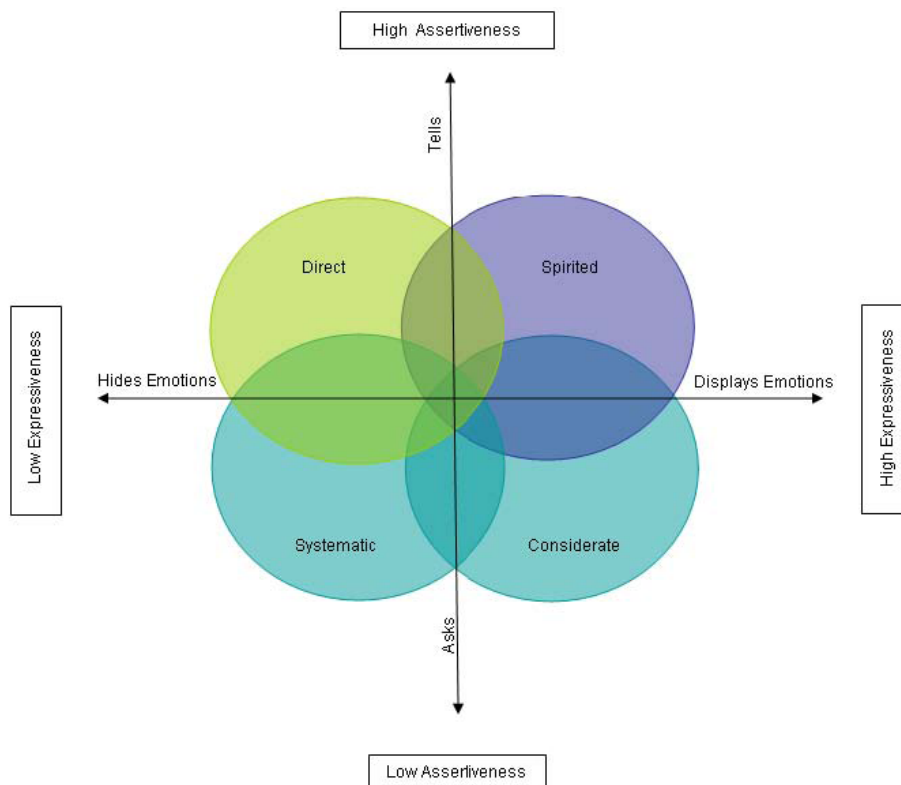 High Assertiveness
Tells
Direct
Spirited
Low Expressiveness
Hides Emotions
Displays Emotions
High Expressiveness
Systematic
Considerate
Asks
Low Assertiveness